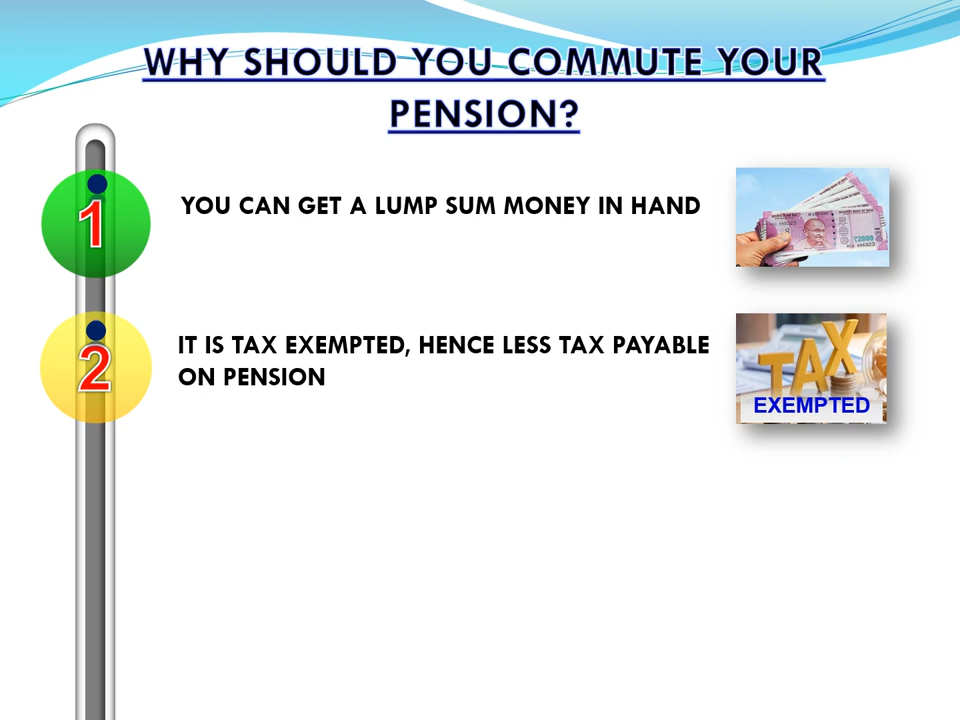 WHY SHOULD YOU COMMUTE YOUR
PENSION?
1
YOU CAN GET A LUMP SUM MONEY IN HAND
₹2000
2
IT IS TAX EXEMPTED, HENCE LESS TAX PAYABLE
ON PENSION
TAX
EXEMPTED